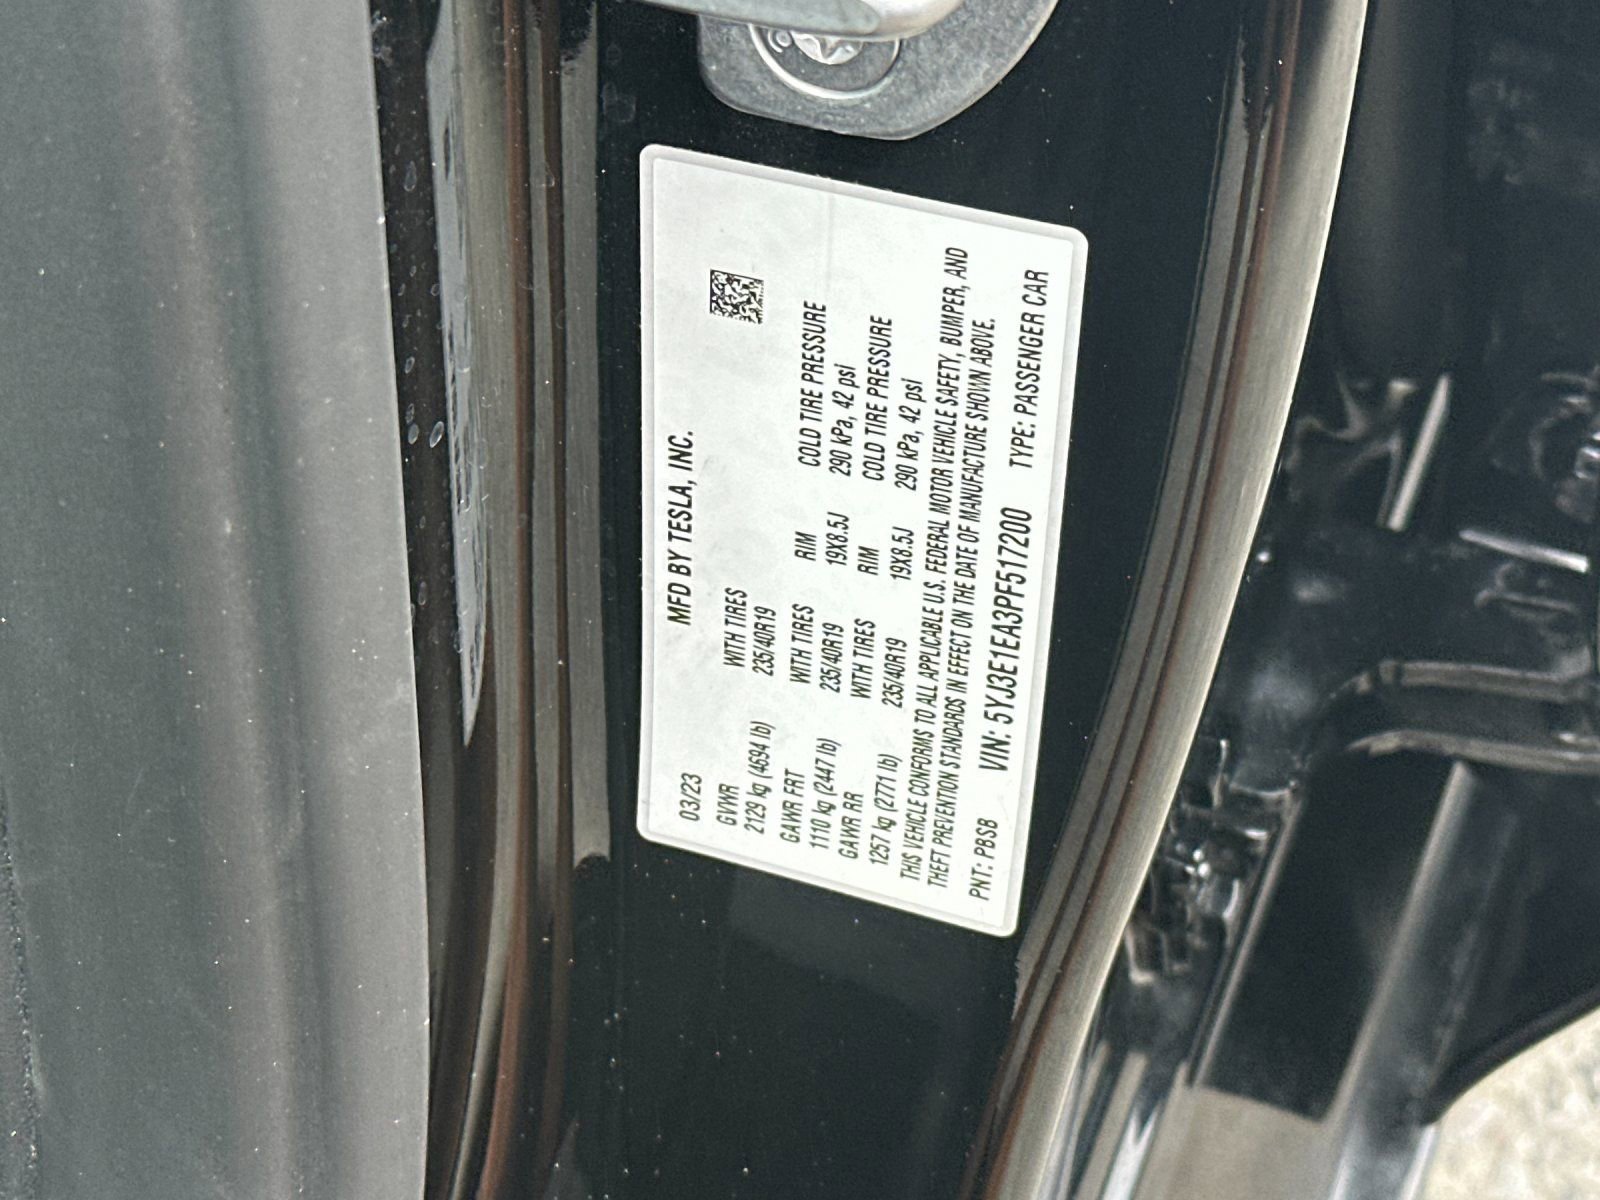 MFD BY TESLA, INC.
03/23
GVWR WITH TIRES
2129 kg (4694 lb) 235/40R19
GAWR FRT WITH TIRES RIM COLD TIRE PRESSURE
1110 kg (2447 lb) 235/40R19 19X8.5J 290 kPa, 42 psi
GAWR RR WITH TIRES RIM COLD TIRE PRESSURE
1257 kg (2771 lb) 235/40R19 19X8.5J 290 kPa, 42 psi
THIS VEHICLE CONFORMS TO ALL APPLICABLE U.S. FEDERAL MOTOR VEHICLE SAFETY, BUMPER, AND
THEFT PREVENTION STANDARDS IN EFFECT ON THE DATE OF MANUFACTURE SHOWN ABOVE.
PNT: PBSB VIN: 5YJ3E1EA3PF517200 TYPE: PASSENGER CAR